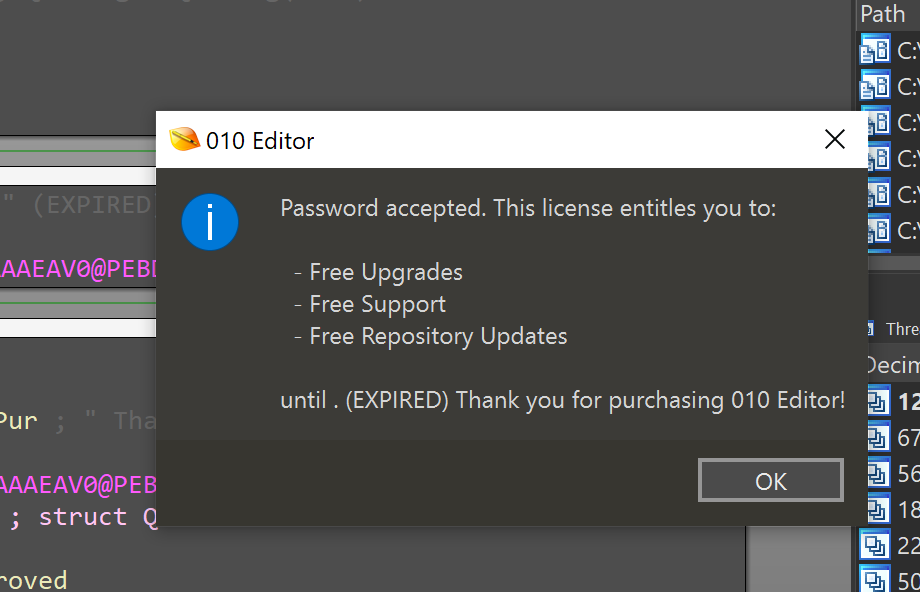 Path
C:\
C:\
C:\
C:\
C:\
C:\
010 Editor
" (EXPIRED)
Password accepted. This license entitles you to:
AAAEAV0@PEBD
- Free Upgrades
- Free Support
- Free Repository Updates
Thre
Decim
until . (EXPIRED) Thank you for purchasing 010 Editor!
12
Pur ; " Tha
67
56
OK
AAAEAV0@PEB
18
; struct Q
22
roved
50